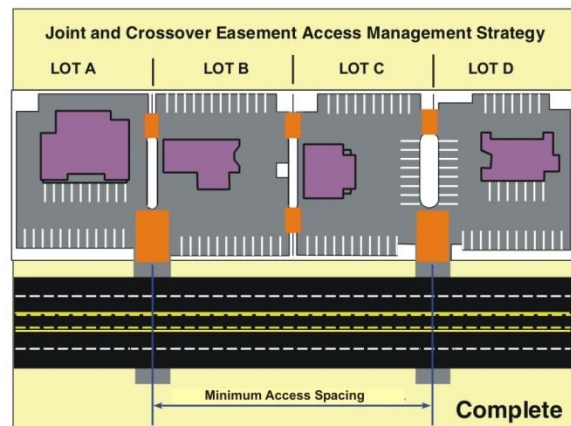 Joint and Crossover Easement Access Management Strategy
LOT A LOT B LOT C LOT D
Minimum Access Spacing
Complete